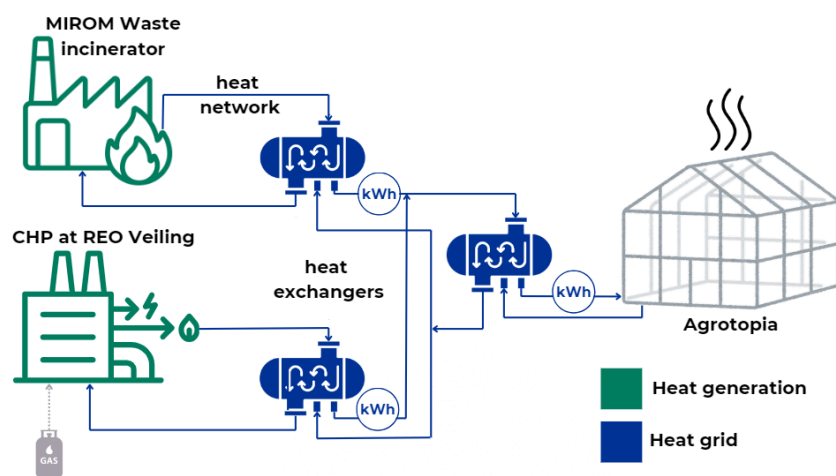 MIROM Waste
incinerator
heat
network
kWh
CHP at REO Veiling
heat
exchangers
kWh
Agrotopia
kWh
GAS
Heat generation
Heat grid